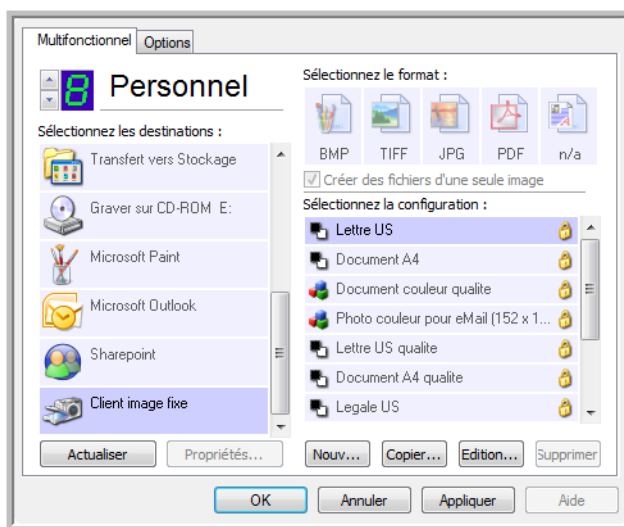 Multifonctionnel
Options
8
Personnel
Sélectionnez les destinations :
Transfert vers Stockage
Graver sur CD-ROM E:
Microsoft Paint
Microsoft Outlook
Sharepoint
Client image fixe
Actualiser
Propriétés...
Sélectionnez le format :
BMP TIFF JPG PDF n/a
Créer des fichiers d'une seule image
Sélectionnez la configuration :
Lettre US
Document A4
Document couleur qualite
Photo couleur pour eMail (152 x 1...
Lettre US qualite
Document A4 qualite
Legale US
Nouv...
Copier...
Edition...
Supprimer
OK
Annuler
Appliquer
Aide